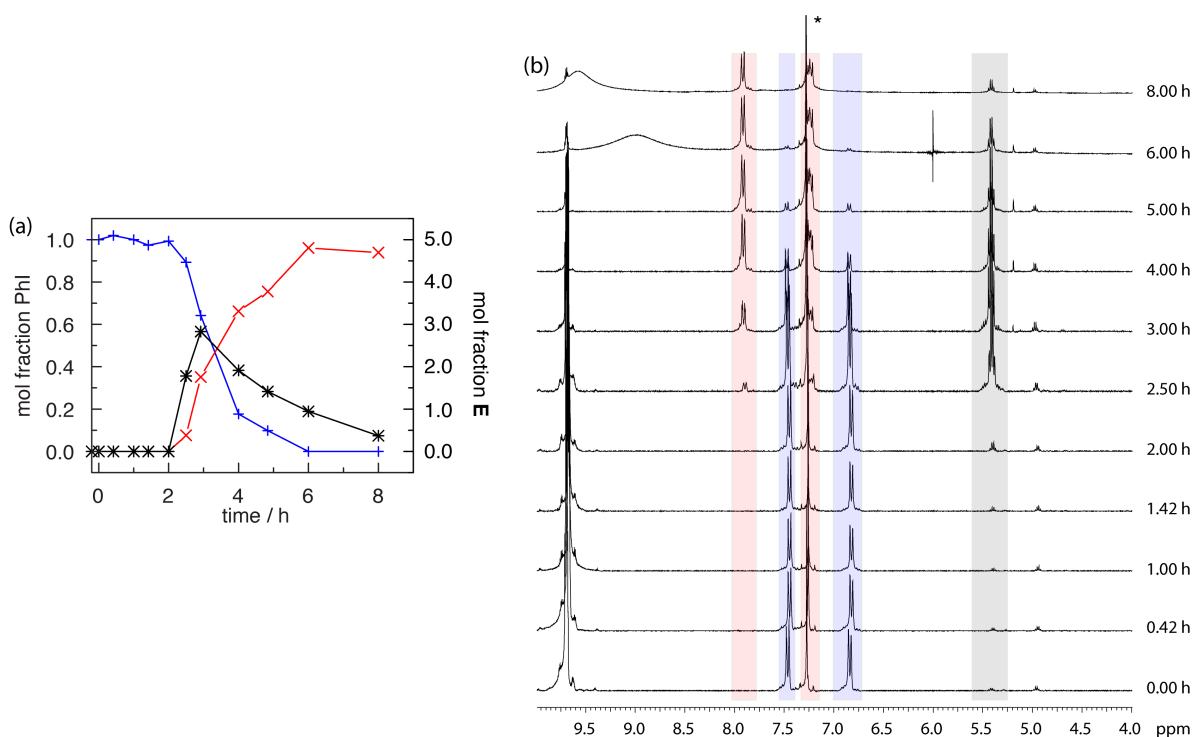 (a)
1.0
0.8
0.6
0.4
0.2
0.0
mol fraction PhI
5.0
4.0
3.0
2.0
1.0
0.0
mol fraction E
0 2 4 6 8
time / h
(b)
*
8.00 h
6.00 h
5.00 h
4.00 h
3.00 h
2.50 h
2.00 h
1.42 h
1.00 h
0.42 h
0.00 h
9.5 9.0 8.5 8.0 7.5 7.0 6.5 6.0 5.5 5.0 4.5 4.0 ppm